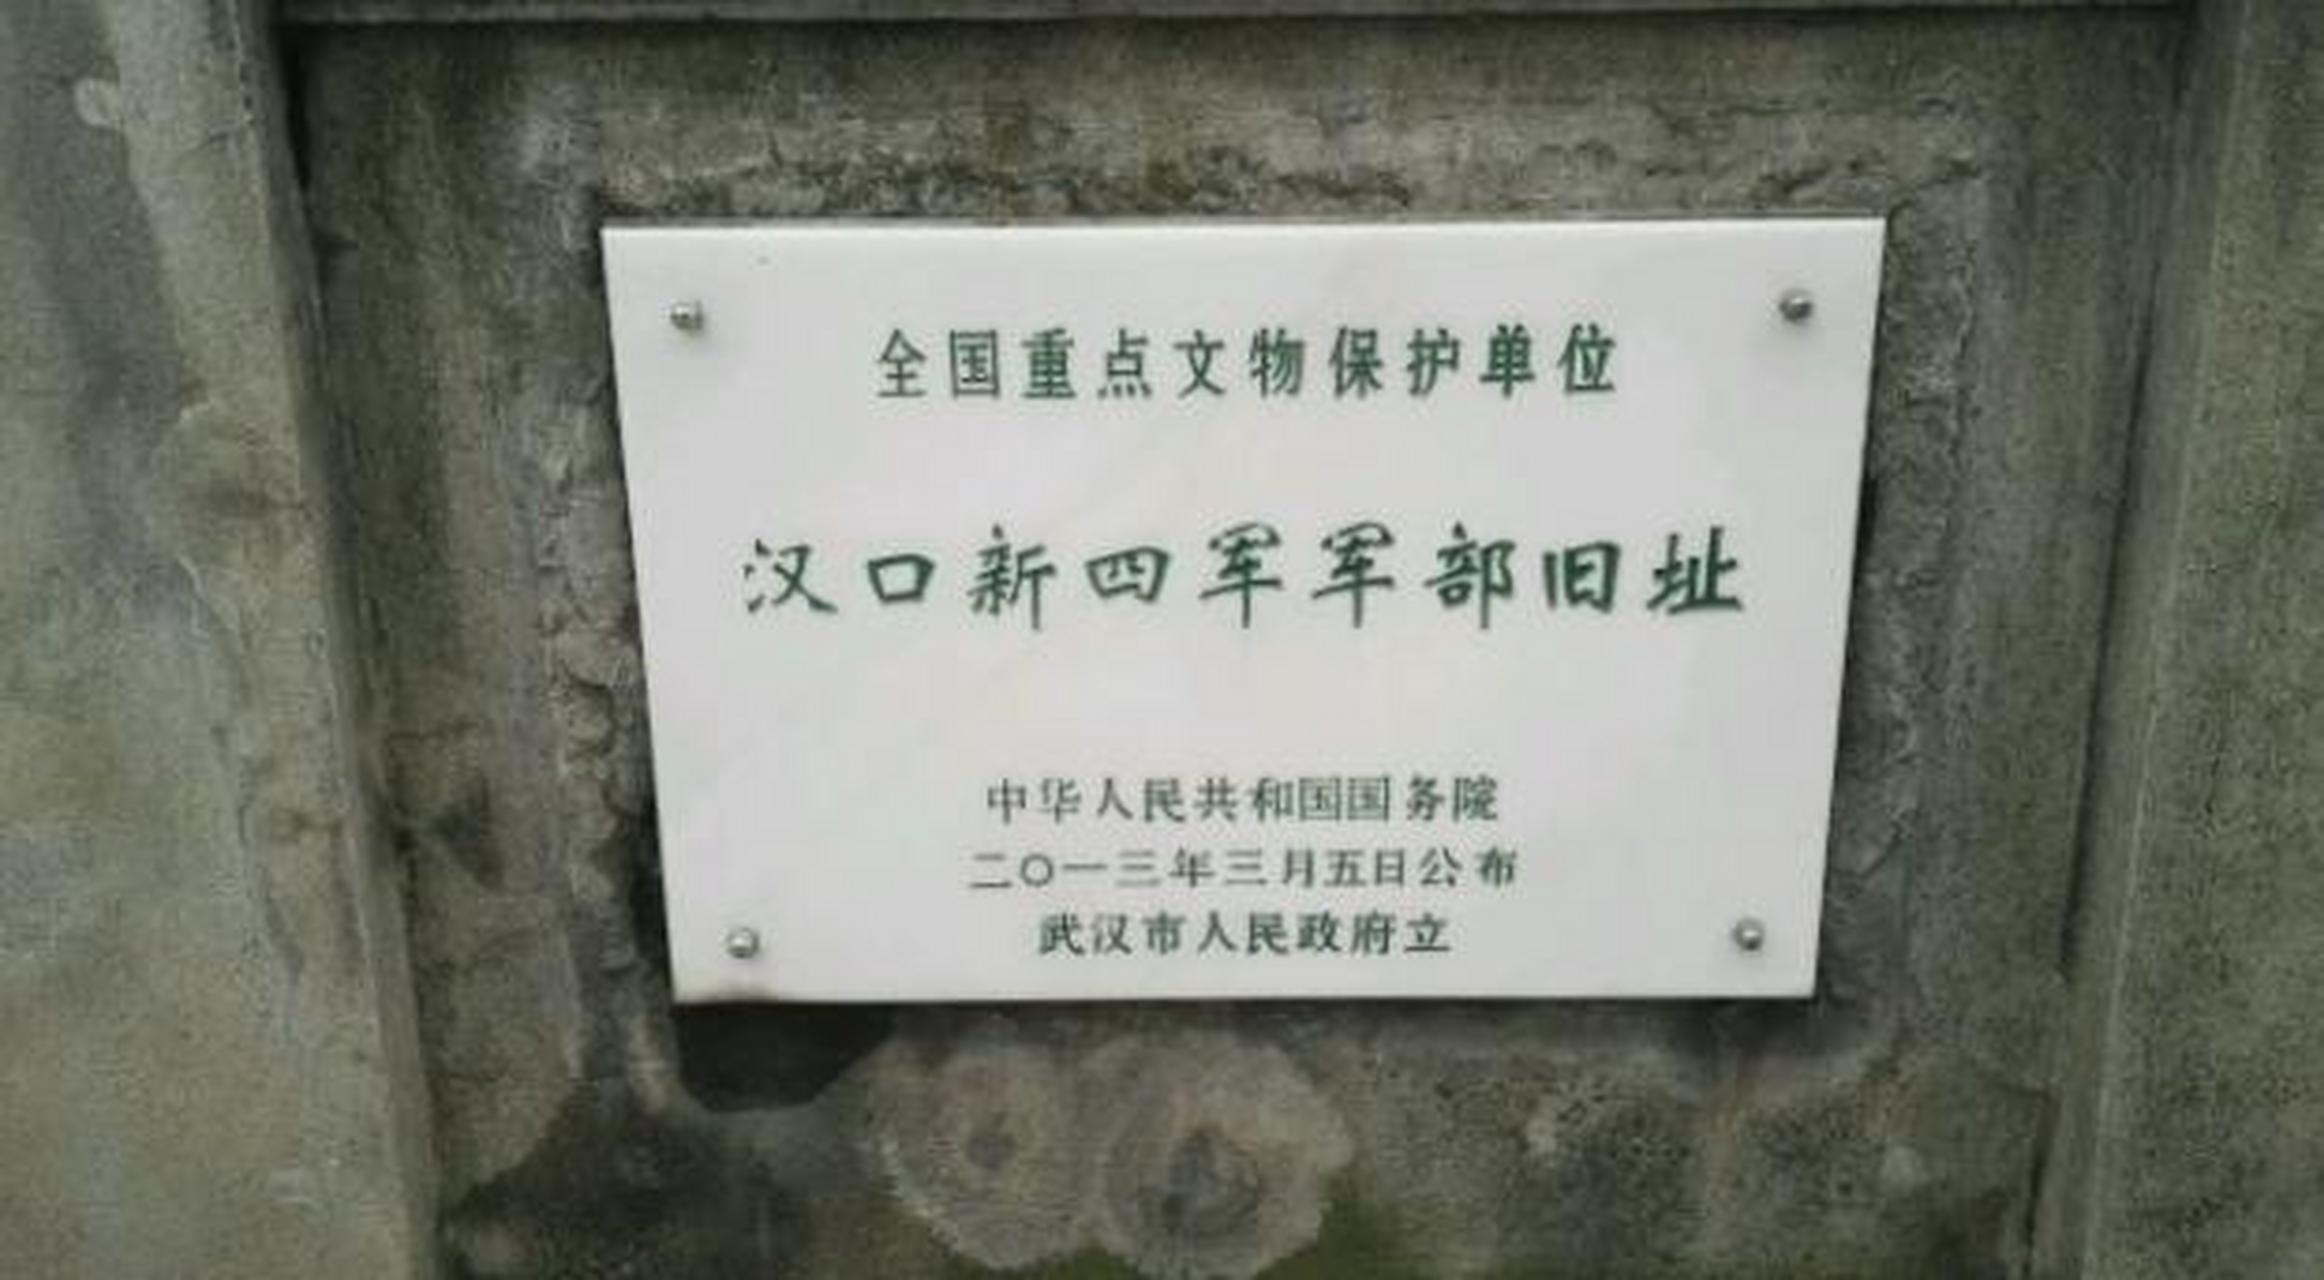 全国重点文物保护单位
汉口新四军军部旧址
中华人民共和国国务院
二〇一三年三月五日公布
武汉市人民政府立